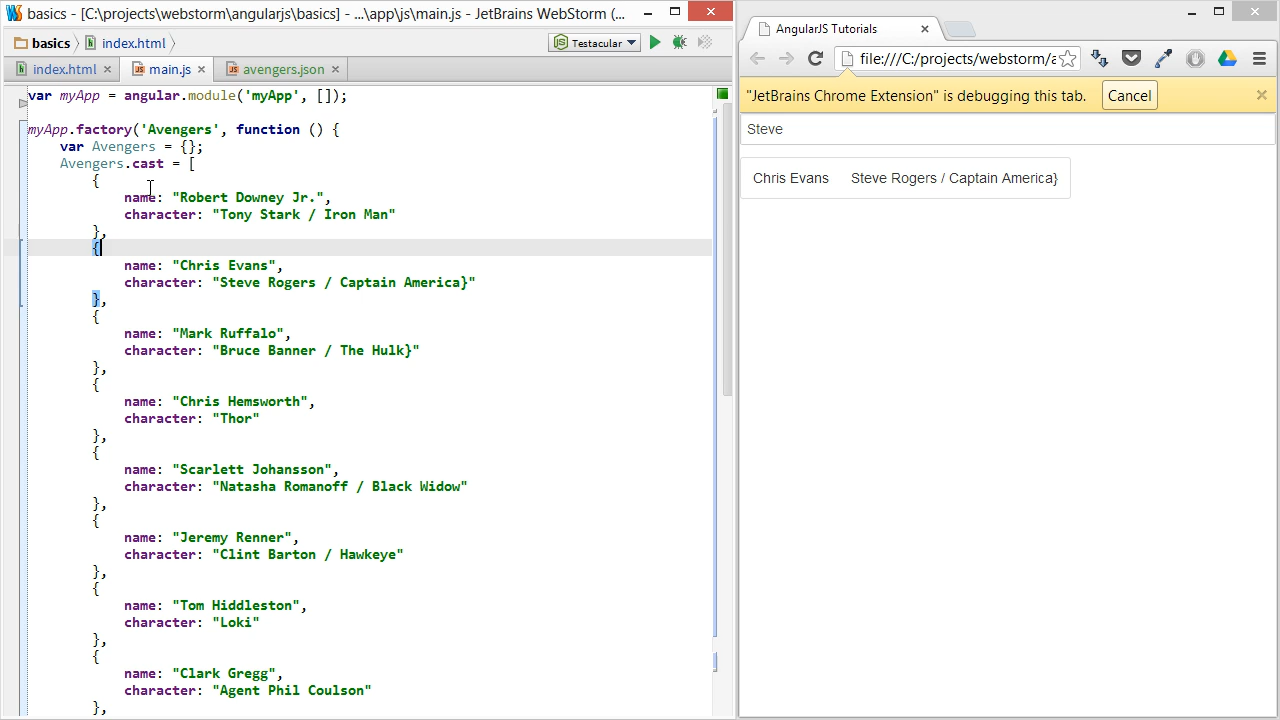 basics - [C:\projects\webstorm\angularjs\basics] - ...\app\js\main.js - JetBrains WebStorm (...
basics
index.html
Testacular
index.html
main.js
avengers.json
var myApp = angular.module('myApp', []);
myApp.factory('Avengers', function () {
var Avengers = {};
Avengers.cast = [
{
name: "Robert Downey Jr.",
character: "Tony Stark / Iron Man"
},
{
name: "Chris Evans",
character: "Steve Rogers / Captain America}"
},
{
name: "Mark Ruffalo",
character: "Bruce Banner / The Hulk}"
},
{
name: "Chris Hemsworth",
character: "Thor"
},
{
name: "Scarlett Johansson",
character: "Natasha Romanoff / Black Widow"
},
{
name: "Jeremy Renner",
character: "Clint Barton / Hawkeye"
},
{
name: "Tom Hiddleston",
character: "Loki"
},
{
name: "Clark Gregg",
character: "Agent Phil Coulson"
},
AngularJS Tutorials
file:///C:/projects/webstorm/a
"JetBrains Chrome Extension" is debugging this tab.
Cancel
Steve
Chris Evans Steve Rogers / Captain America}